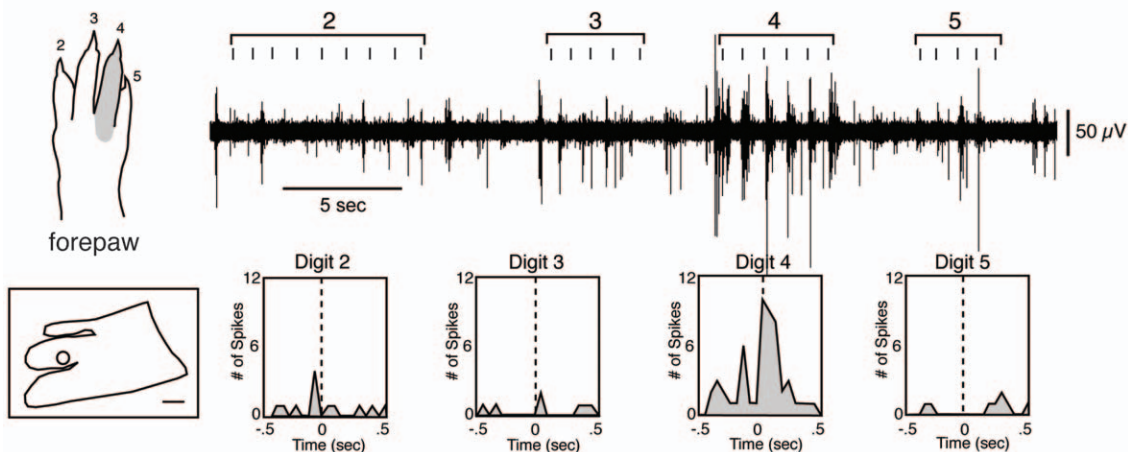 2 3 4 5
3
4
2
5
50 µV
5 sec
forepaw
Digit 2
12
6
0
# of Spikes
-.5 0 .5
Time (sec)
Digit 3
12
6
0
# of Spikes
-.5 0 .5
Time (sec)
Digit 4
12
6
0
# of Spikes
-.5 0 .5
Time (sec)
Digit 5
12
6
0
# of Spikes
-.5 0 .5
Time (sec)